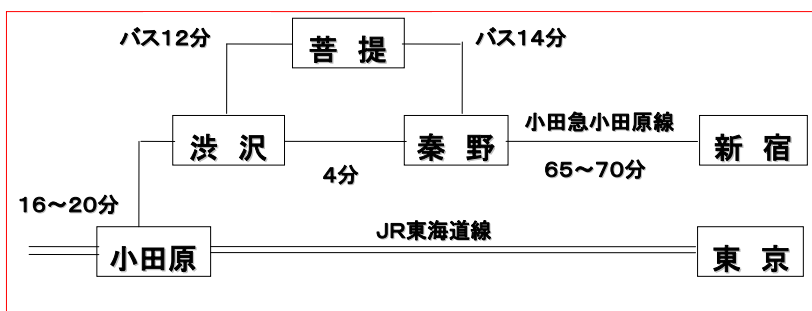 バス12分
菩 提
バス14分
渋 沢
秦 野
小田急小田原線
新 宿
4分
65～70分
16～20分
小田原
JR東海道線
東 京